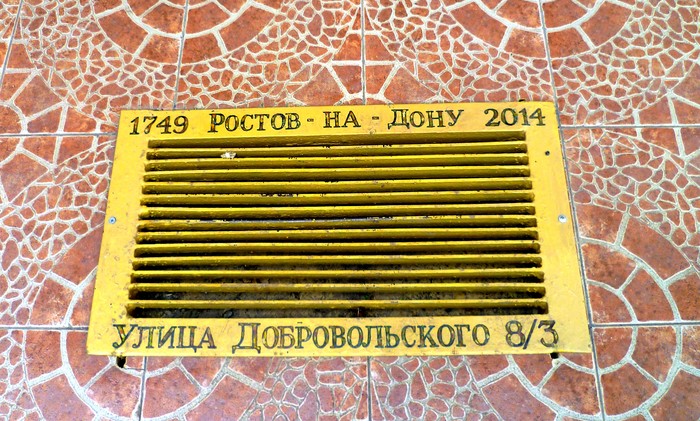 1749 РОСТОВ - НА - ДОНУ 2014
УЛИЦА ДОБРОВОЛЬСКОГО 8/3